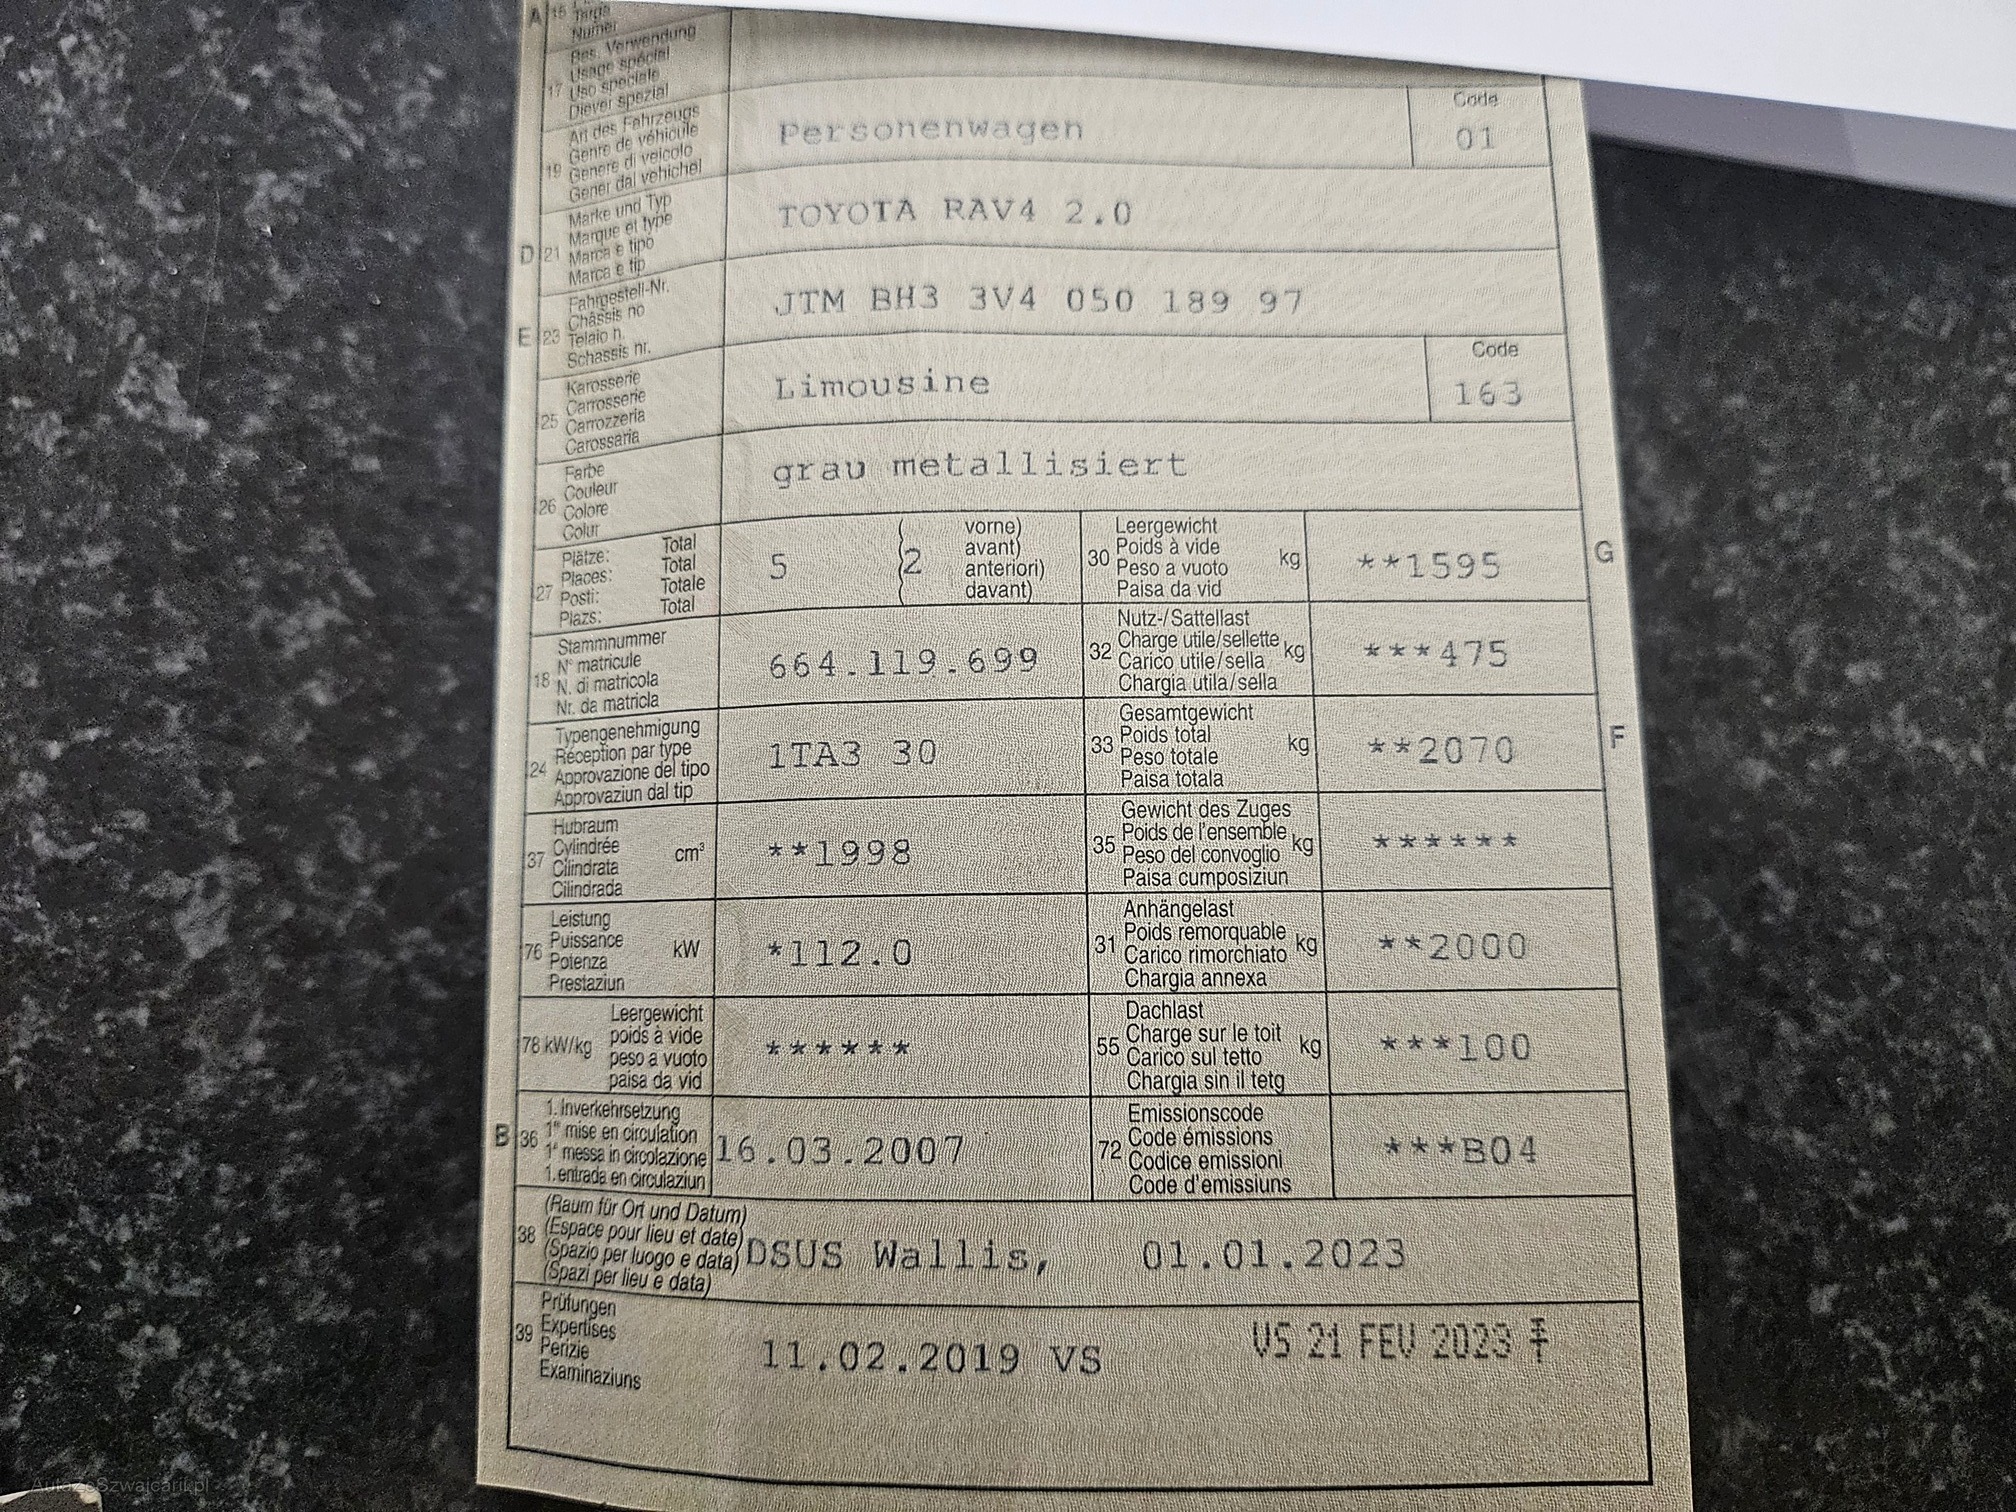 A 15 Targa
Numer
17 Bes. Verwendung
Usage spécial
Uso speciale
Diever spezial
19 Art des Fahrzeugs
Genre de véhicule
Genere di veicolo
Gener dal vehichel
Personenwagen
Code
01
D 21 Marke und Typ
Marque et type
Marca e tipo
Marca e tip
TOYOTA RAV4 2.0
E 23 Fahrgestell-Nr.
Châssis no
Telaio n.
Schassis nr.
JTM BH3 3V4 050 189 97
25 Karosserie
Carrosserie
Carrozzeria
Carossaria
Limousine
Code
163
26 Farbe
Couleur
Colore
Colur
grau metallisiert
27 Plätze: Total
Places: Total
Posti: Totale
Plazs: Total
5 (2 vorne)
avant)
anteriori)
davant)
30 Leergewicht
Poids à vide
Peso a vuoto
Paisa da vid
kg
**1595
G
18 Stammnummer
N° matricule
N. di matricola
Nr. da matricla
664.119.699
32 Nutz-/Sattellast
Charge utile/sellette
Carico utile/sella
Chargia utila/sella
kg
***475
24 Typengenehmigung
Réception par type
Approvazione del tipo
Approvaziun dal tip
1TA3 30
33 Gesamtgewicht
Poids total
Peso totale
Paisa totala
kg
**2070
F
37 Hubraum
Cylindrée
Cilindrata
Cilindrada
cm³
**1998
35 Gewicht des Zuges
Poids de l'ensemble
Peso del convoglio
Paisa cumposiziun
kg
******
76 Leistung
Puissance
Potenza
Prestaziun
kW
*112.0
31 Anhängelast
Poids remorquable
Carico rimorchiato
Chargia annexa
kg
**2000
78 kW/kg Leergewicht
poids à vide
peso a vuoto
paisa da vid
******
55 Dachlast
Charge sur le toit
Carico sul tetto
Chargia sin il tetg
kg
***100
B 36 1. Inverkehrsetzung
1re mise en circulation
1a messa in circolazione
1. entrada en circulaziun
16.03.2007
72 Emissionscode
Code émissions
Codice emissioni
Code d'emissiuns
***B04
38 (Raum für Ort und Datum)
(Espace pour lieu et date)
(Spazio per luogo e data)
(Spazi per lieu e data)
DSUS Wallis, 01.01.2023
39 Prüfungen
Expertises
Perizie
Examinaziuns
11.02.2019 VS
VS 21 FEV 2023
AutazeSzwajcarii.pl